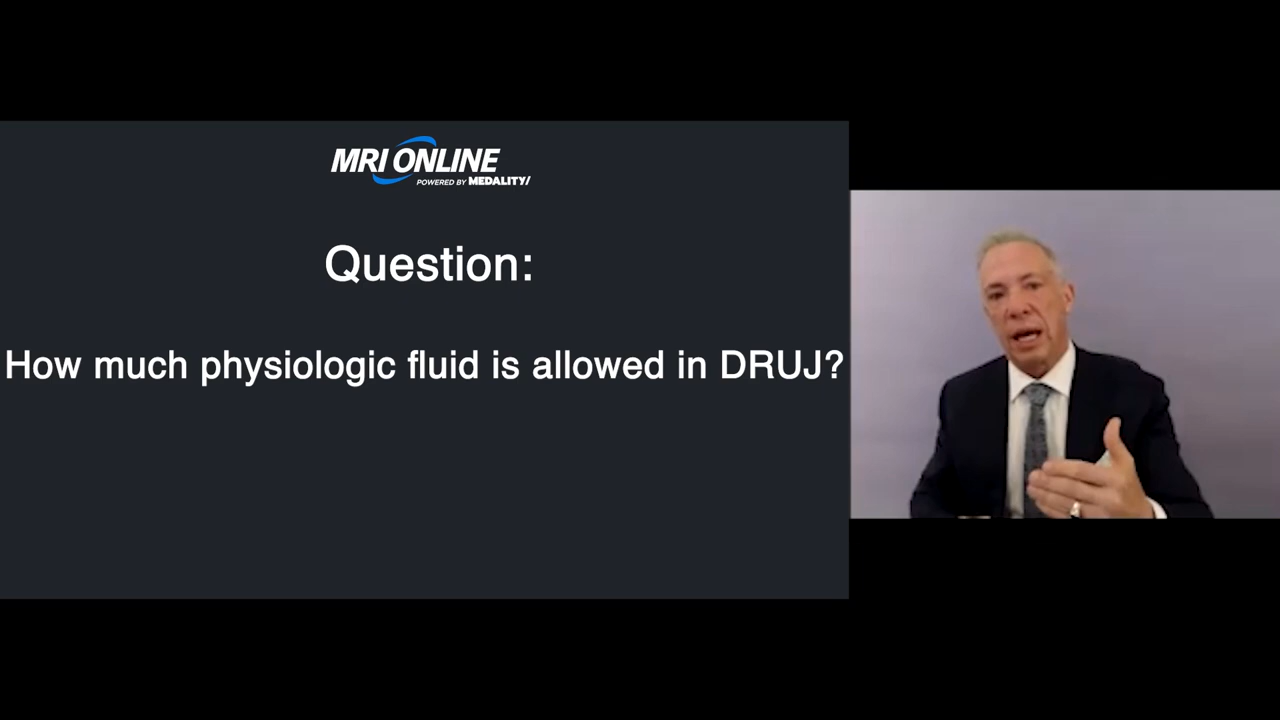 MRI ONLINE
POWERED BY MEDALITY/
Question:
How much physiologic fluid is allowed in DRUJ?